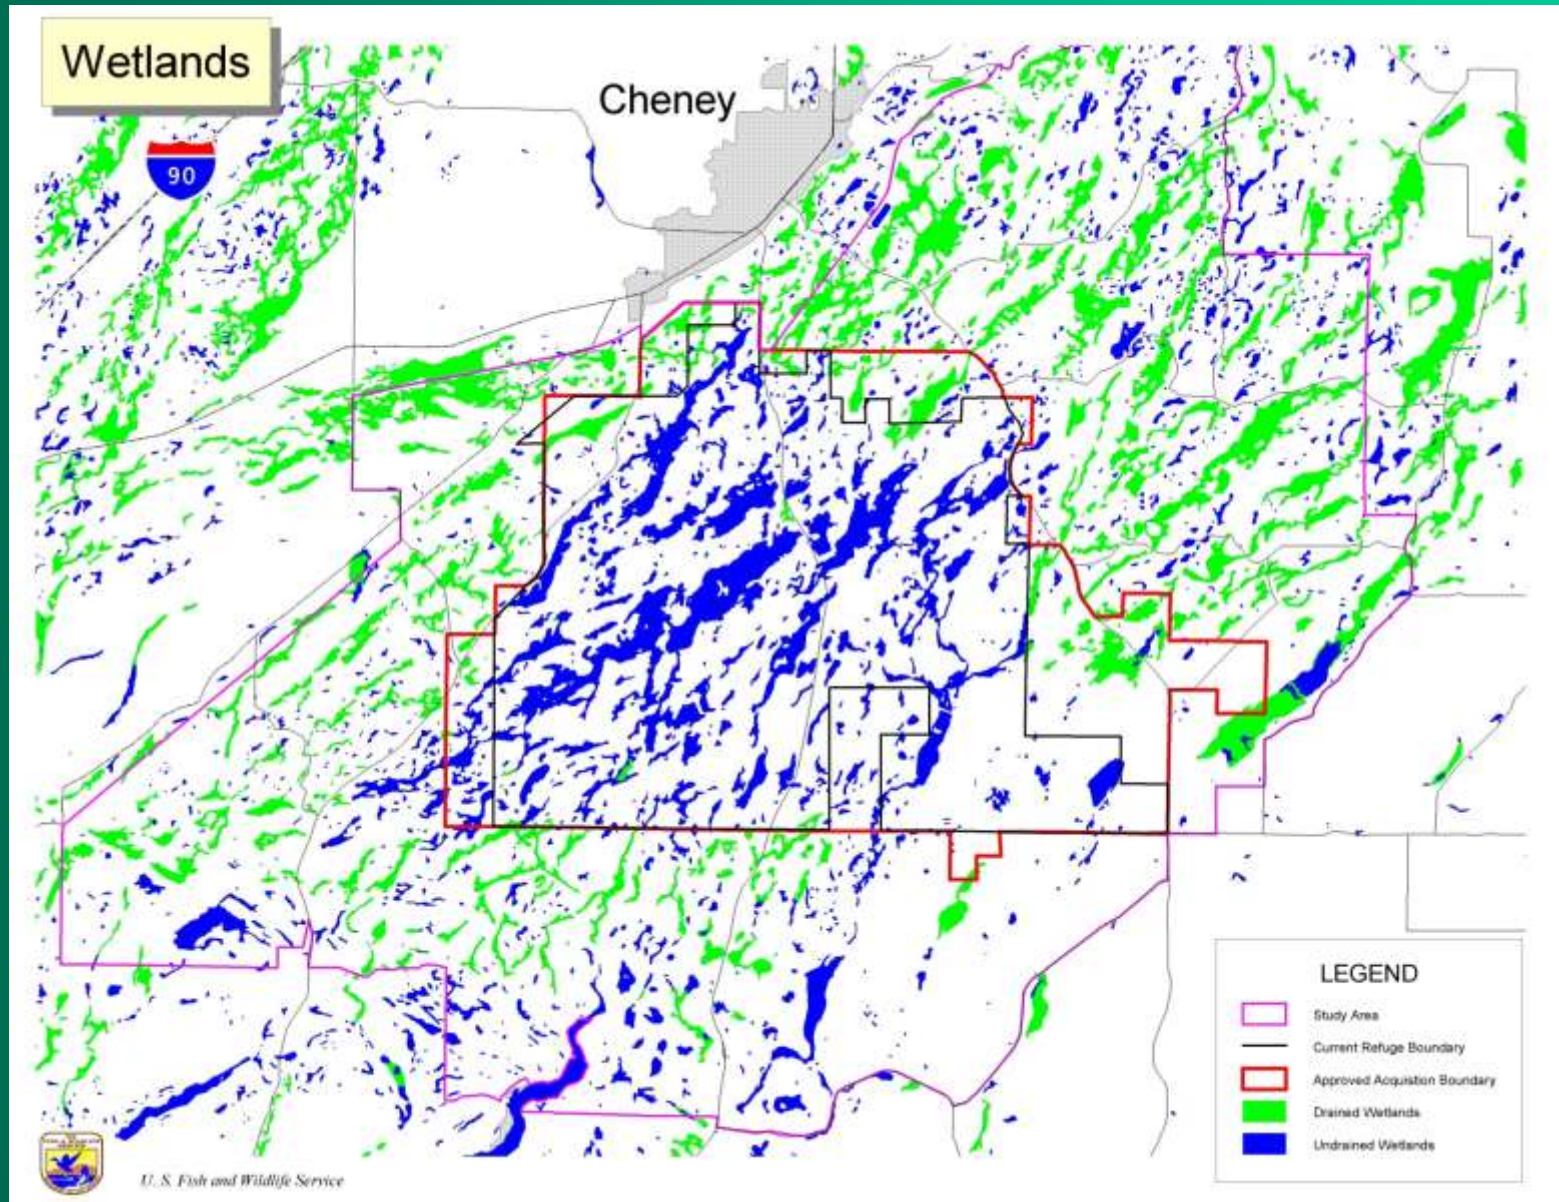 Wetlands
Cheney
90
LEGEND
Study Area
Current Refuge Boundary
Approved Acquistion Boundary
Drained Wetlands
Undrained Wetlands
U. S. Fish and Wildlife Service